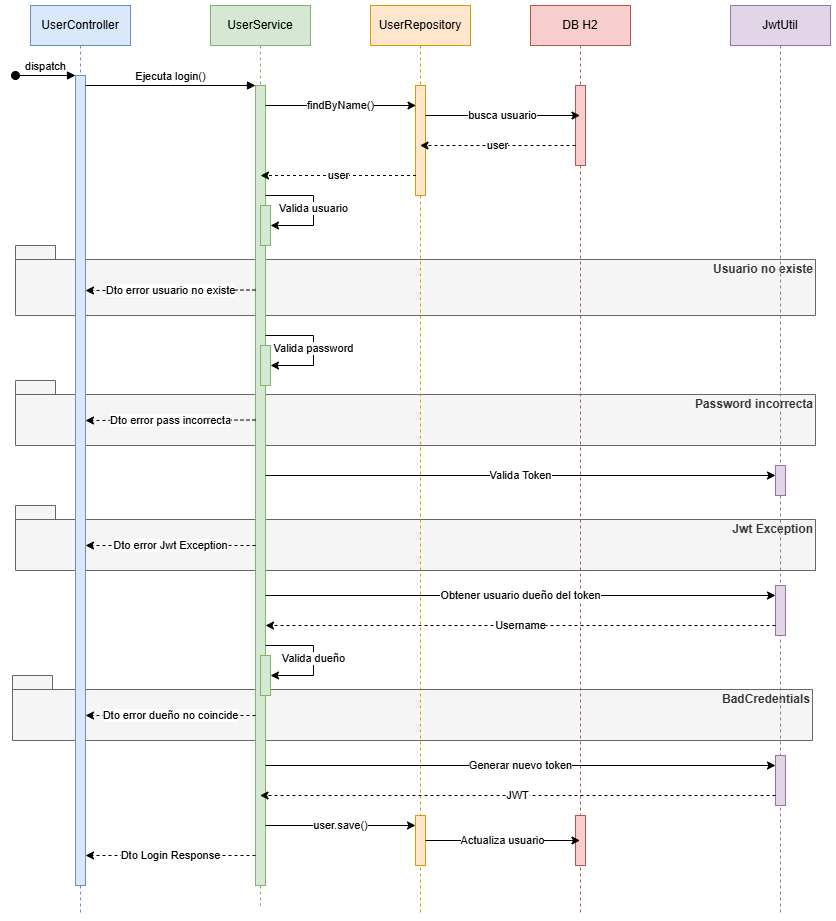 UserController
UserService
UserRepository
DB H2
JwtUtil
dispatch
Ejecuta login()
findByName()
busca usuario
user
user
Valida usuario
Usuario no existe
Dto error usuario no existe
Valida password
Password incorrecta
Dto error pass incorrecta
Valida Token
Jwt Exception
Dto error Jwt Exception
Obtener usuario dueño del token
Username
Valida dueño
BadCredentials
Dto error dueño no coincide
Generar nuevo token
JWT
user.save()
Actualiza usuario
Dto Login Response